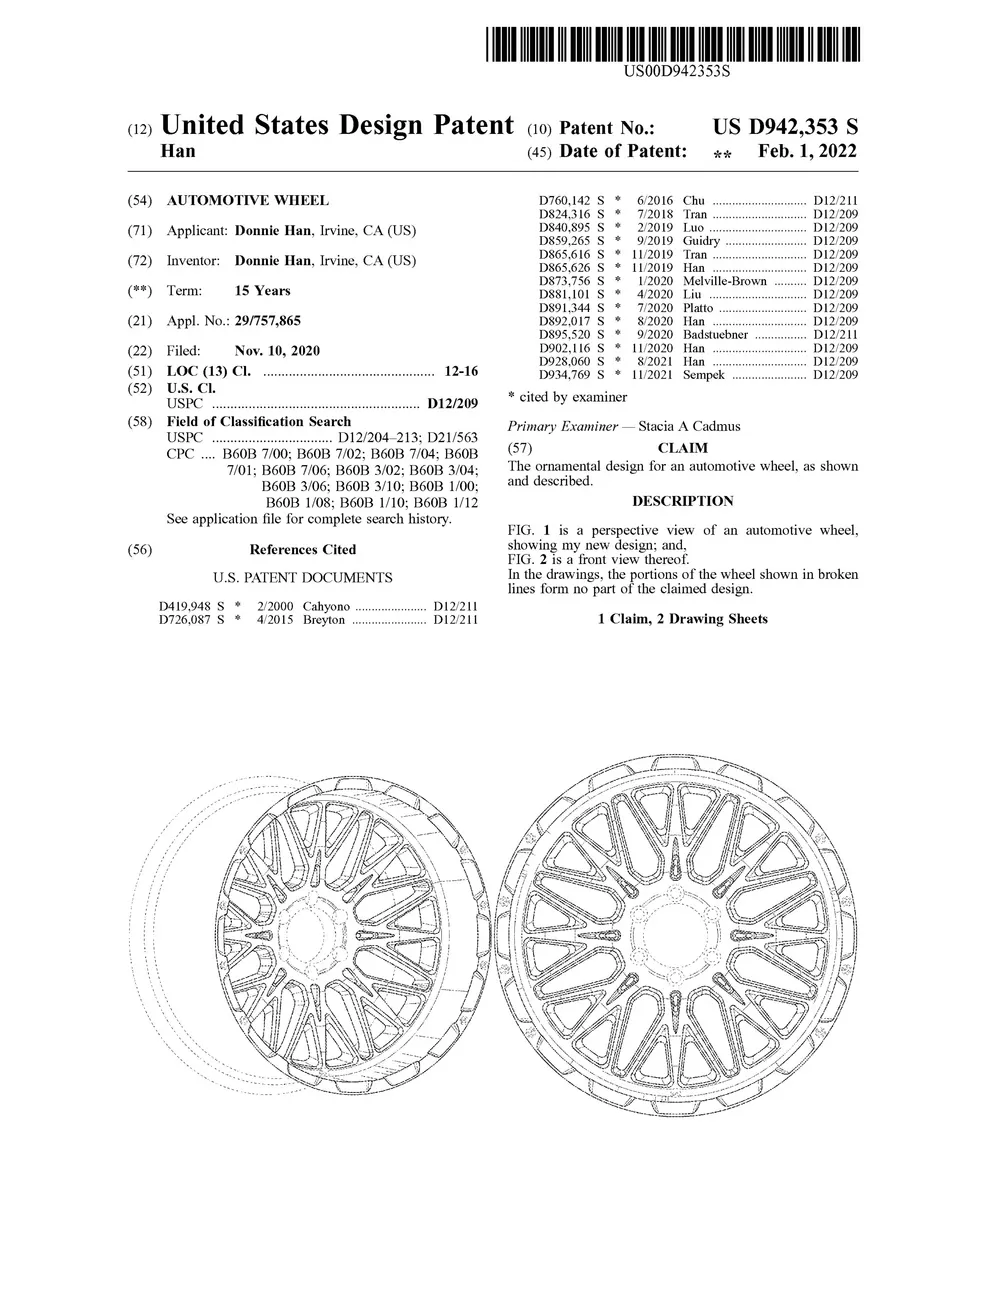 US00D942353S
(12) United States Design Patent
Han
(10) Patent No.: US D942,353 S
(45) Date of Patent: ** Feb. 1, 2022
(54) AUTOMOTIVE WHEEL
(71) Applicant: Donnie Han, Irvine, CA (US)
(72) Inventor: Donnie Han, Irvine, CA (US)
(**) Term: 15 Years
(21) Appl. No.: 29/757,865
(22) Filed: Nov. 10, 2020
(51) LOC (13) Cl. ............................................... 12-16
(52) U.S. Cl.
USPC ........................................................ D12/209
(58) Field of Classification Search
USPC ................................ D12/204–213; D21/563
CPC .... B60B 7/00; B60B 7/02; B60B 7/04; B60B
7/01; B60B 7/06; B60B 3/02; B60B 3/04;
B60B 3/06; B60B 3/10; B60B 1/00;
B60B 1/08; B60B 1/10; B60B 1/12
See application file for complete search history.
(56) References Cited
U.S. PATENT DOCUMENTS
D419,948 S * 2/2000 Cahyono ...................... D12/211
D726,087 S * 4/2015 Breyton ....................... D12/211
D760,142 S * 6/2016 Chu ............................. D12/211
D824,316 S * 7/2018 Tran ............................. D12/209
D840,895 S * 2/2019 Luo .............................. D12/209
D859,265 S * 9/2019 Guidry ......................... D12/209
D865,616 S * 11/2019 Tran ............................. D12/209
D865,626 S * 11/2019 Han ............................. D12/209
D873,756 S * 1/2020 Melville-Brown .......... D12/209
D881,101 S * 4/2020 Liu .............................. D12/209
D891,344 S * 7/2020 Platto ........................... D12/209
D892,017 S * 8/2020 Han ............................. D12/209
D895,520 S * 9/2020 Badstuebner ................ D12/211
D902,116 S * 11/2020 Han ............................. D12/209
D928,060 S * 8/2021 Han ............................. D12/209
D934,769 S * 11/2021 Sempek ....................... D12/209
* cited by examiner
Primary Examiner — Stacia A Cadmus
(57) CLAIM
The ornamental design for an automotive wheel, as shown
and described.
DESCRIPTION
FIG. 1 is a perspective view of an automotive wheel,
showing my new design; and,
FIG. 2 is a front view thereof.
In the drawings, the portions of the wheel shown in broken
lines form no part of the claimed design.
1 Claim, 2 Drawing Sheets